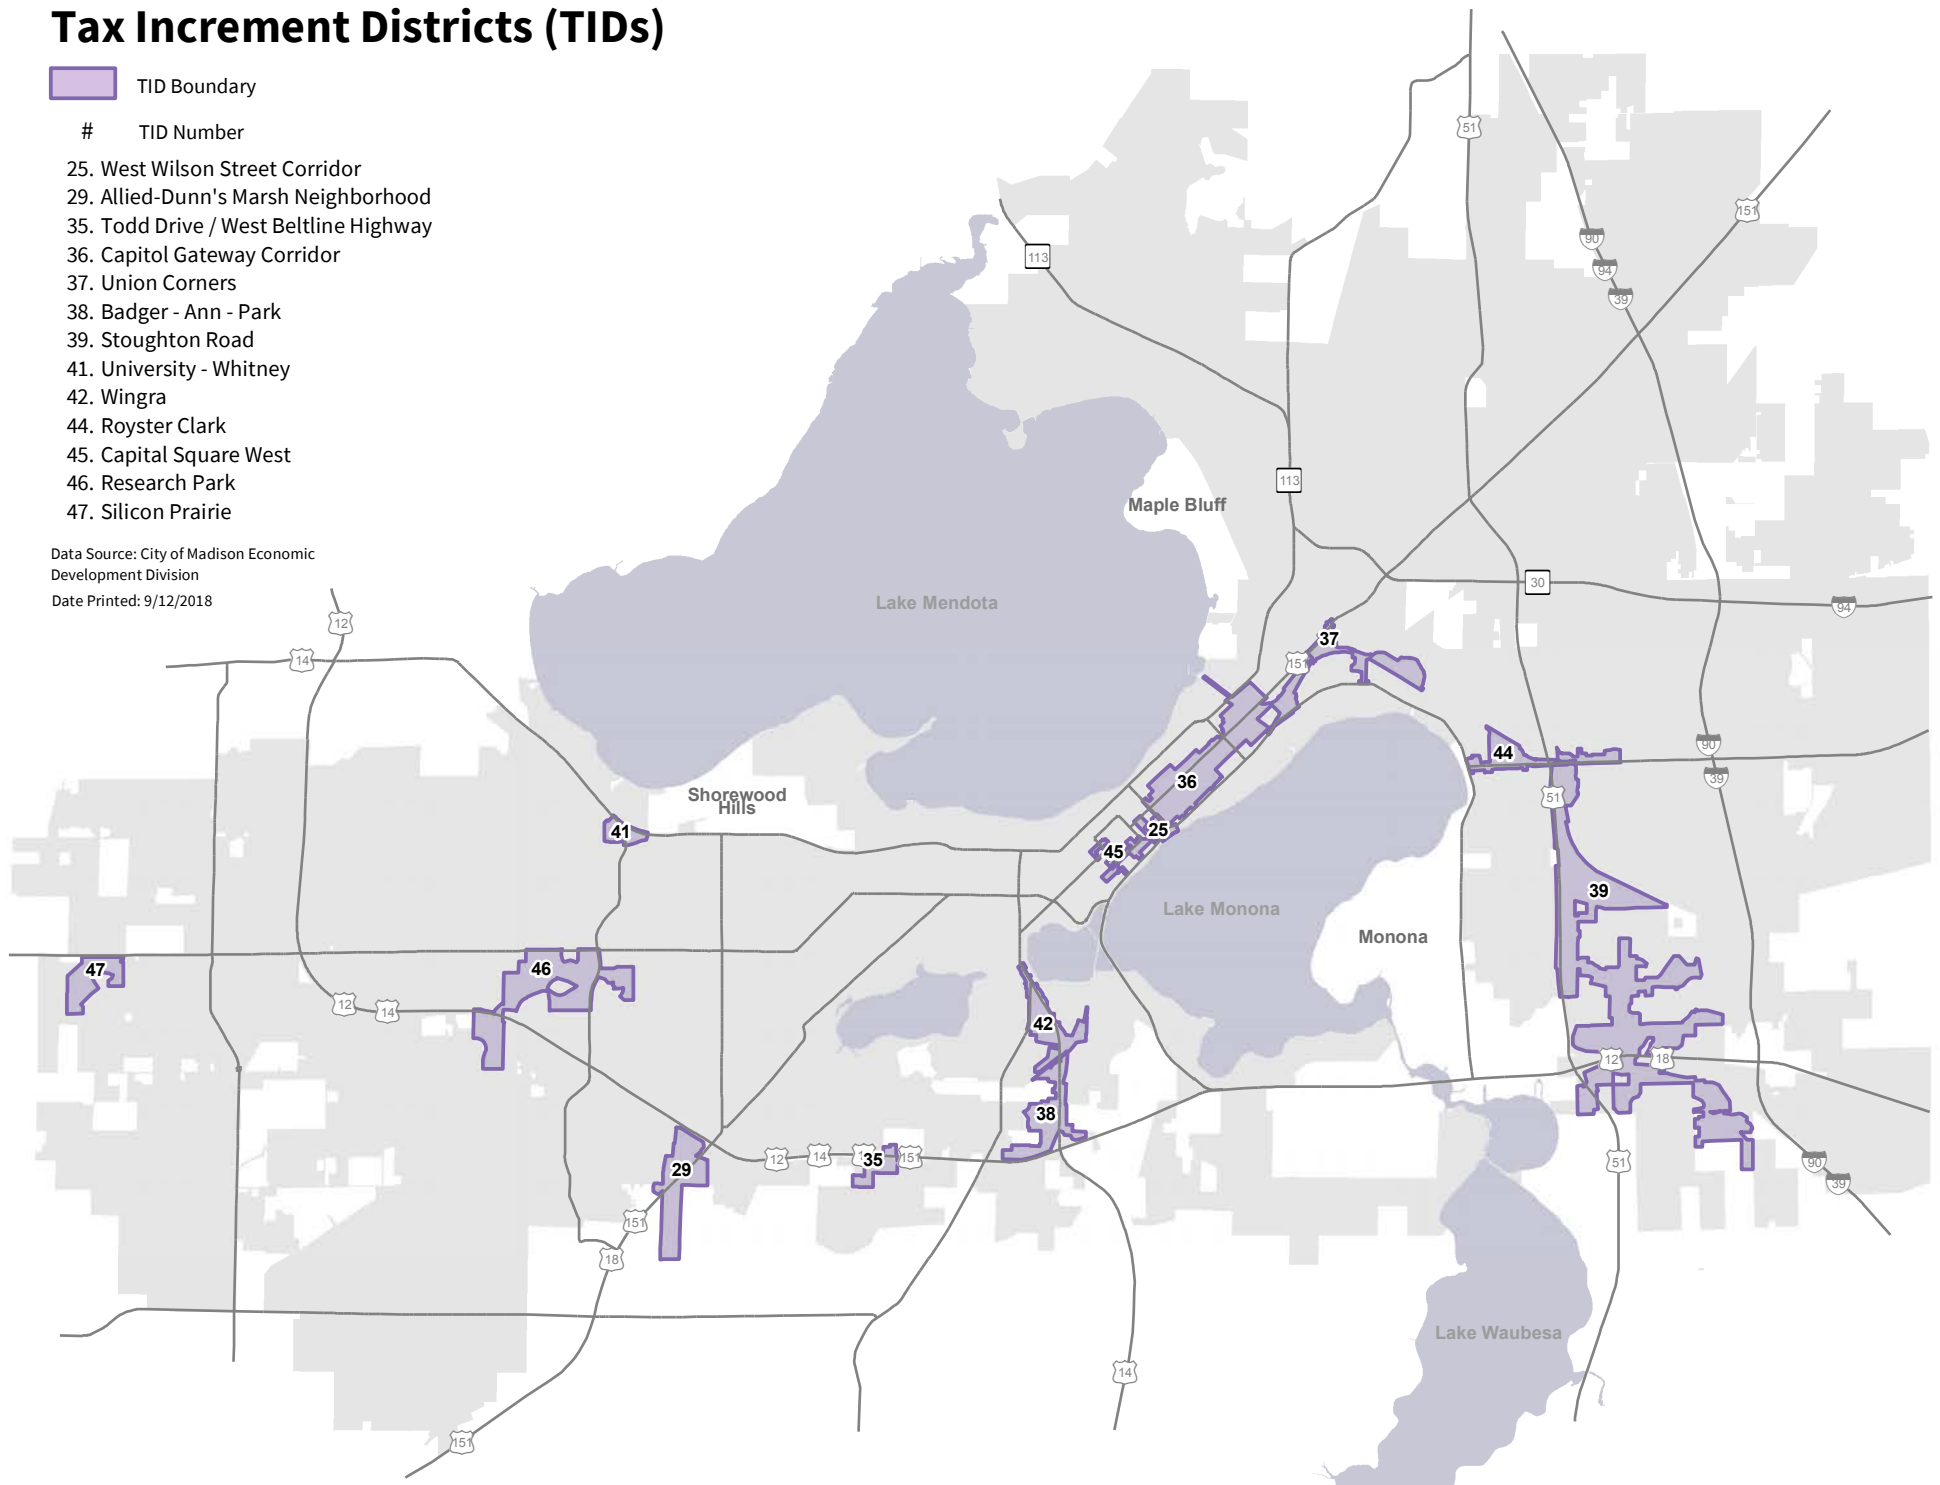 Tax Increment Districts (TIDs)
TID Boundary
# TID Number
25. West Wilson Street Corridor
29. Allied-Dunn's Marsh Neighborhood
35. Todd Drive / West Beltline Highway
36. Capitol Gateway Corridor
37. Union Corners
38. Badger - Ann - Park
39. Stoughton Road
41. University - Whitney
42. Wingra
44. Royster Clark
45. Capital Square West
46. Research Park
47. Silicon Prairie
Data Source: City of Madison Economic
Development Division
Date Printed: 9/12/2018
51
151
90
94
39
113
113
Maple Bluff
30
94
Lake Mendota
12
14
37
151
44
90
39
51
36
Shorewood
Hills
41
25
45
39
Lake Monona
Monona
47
46
12
14
42
12
18
38
29
12
14
35
151
51
90
39
151
18
Lake Waubesa
14
151